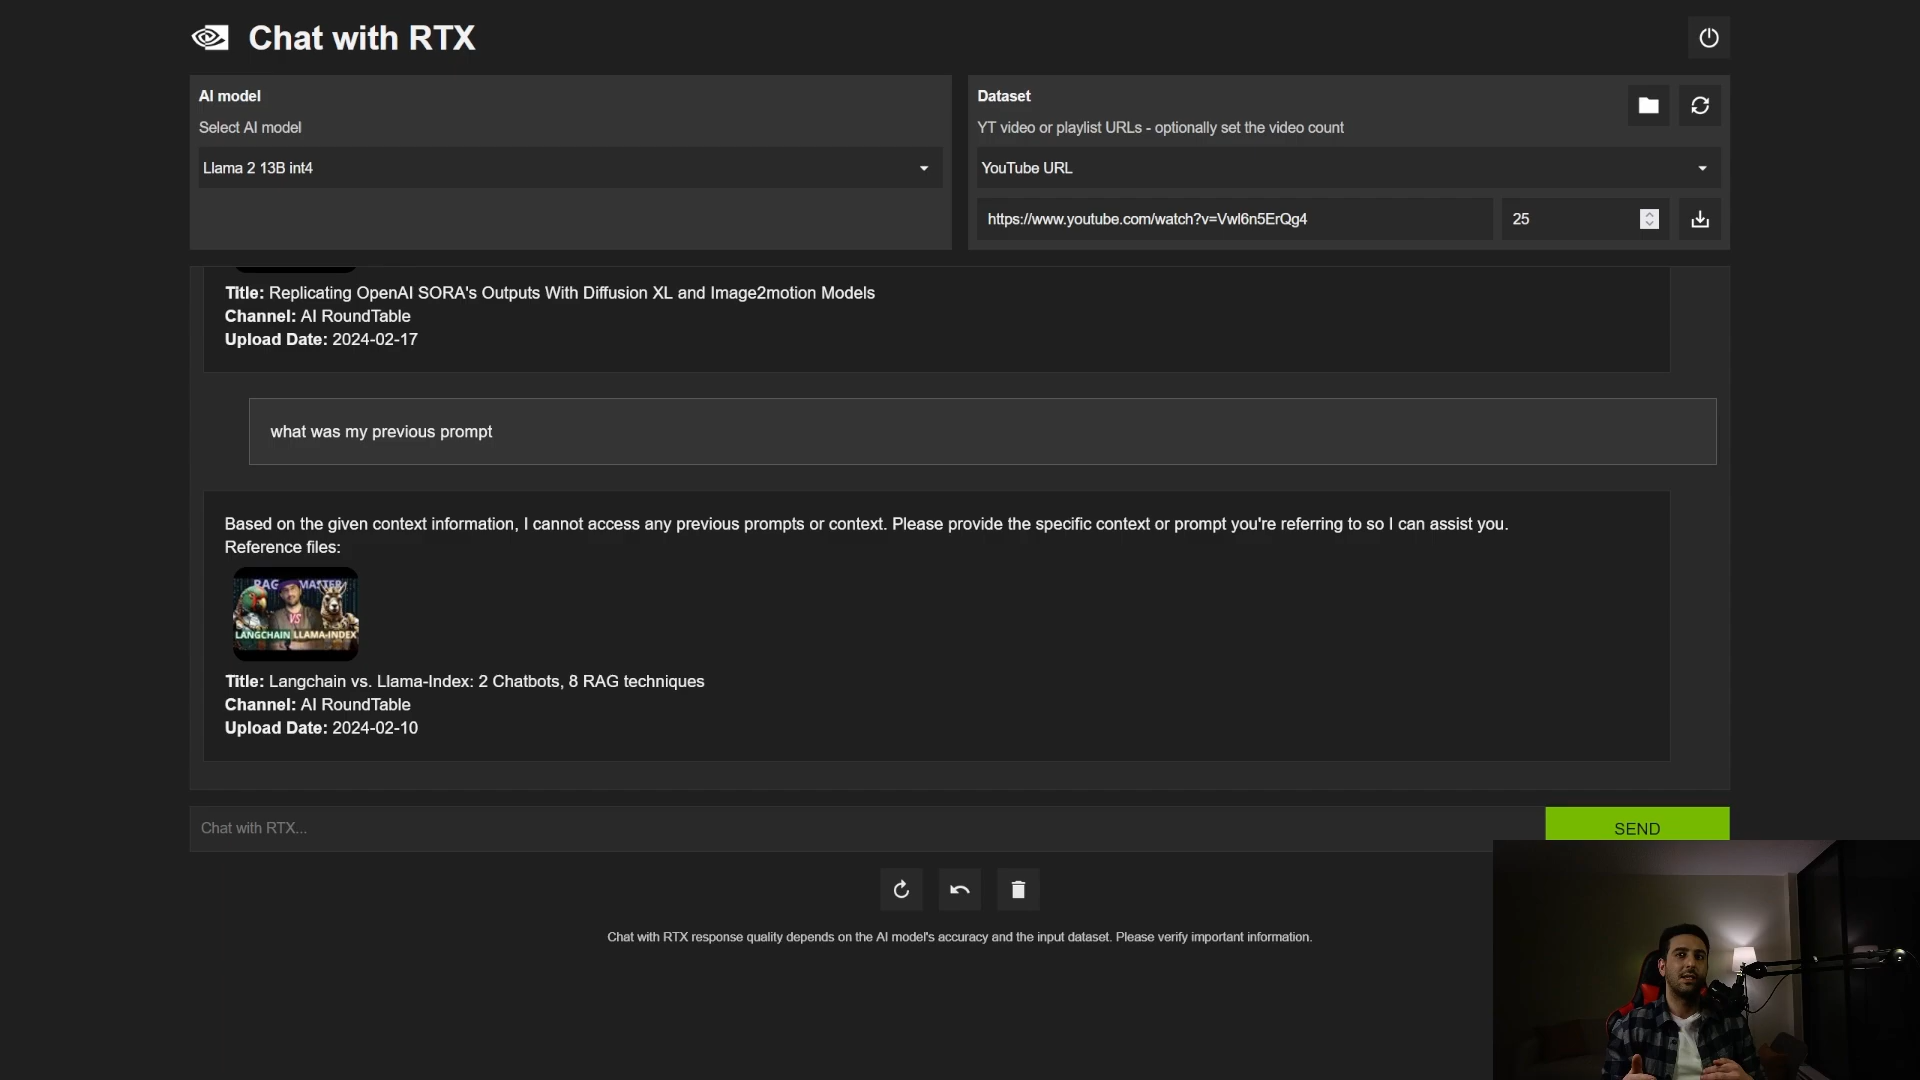 Chat with RTX
AI model
Select AI model
Llama 2 13B int4
Dataset
YT video or playlist URLs - optionally set the video count
YouTube URL
https://www.youtube.com/watch?v=Vwl6n5ErQg4
25
Title: Replicating OpenAI SORA's Outputs With Diffusion XL and Image2motion Models
Channel: AI RoundTable
Upload Date: 2024-02-17
what was my previous prompt
Based on the given context information, I cannot access any previous prompts or context. Please provide the specific context or prompt you're referring to so I can assist you.
Reference files:
RAG MASTER
VS
LANGCHAIN LLAMA-INDEX
Title: Langchain vs. Llama-Index: 2 Chatbots, 8 RAG techniques
Channel: AI RoundTable
Upload Date: 2024-02-10
Chat with RTX...
SEND
Chat with RTX response quality depends on the AI model's accuracy and the input dataset. Please verify important information.